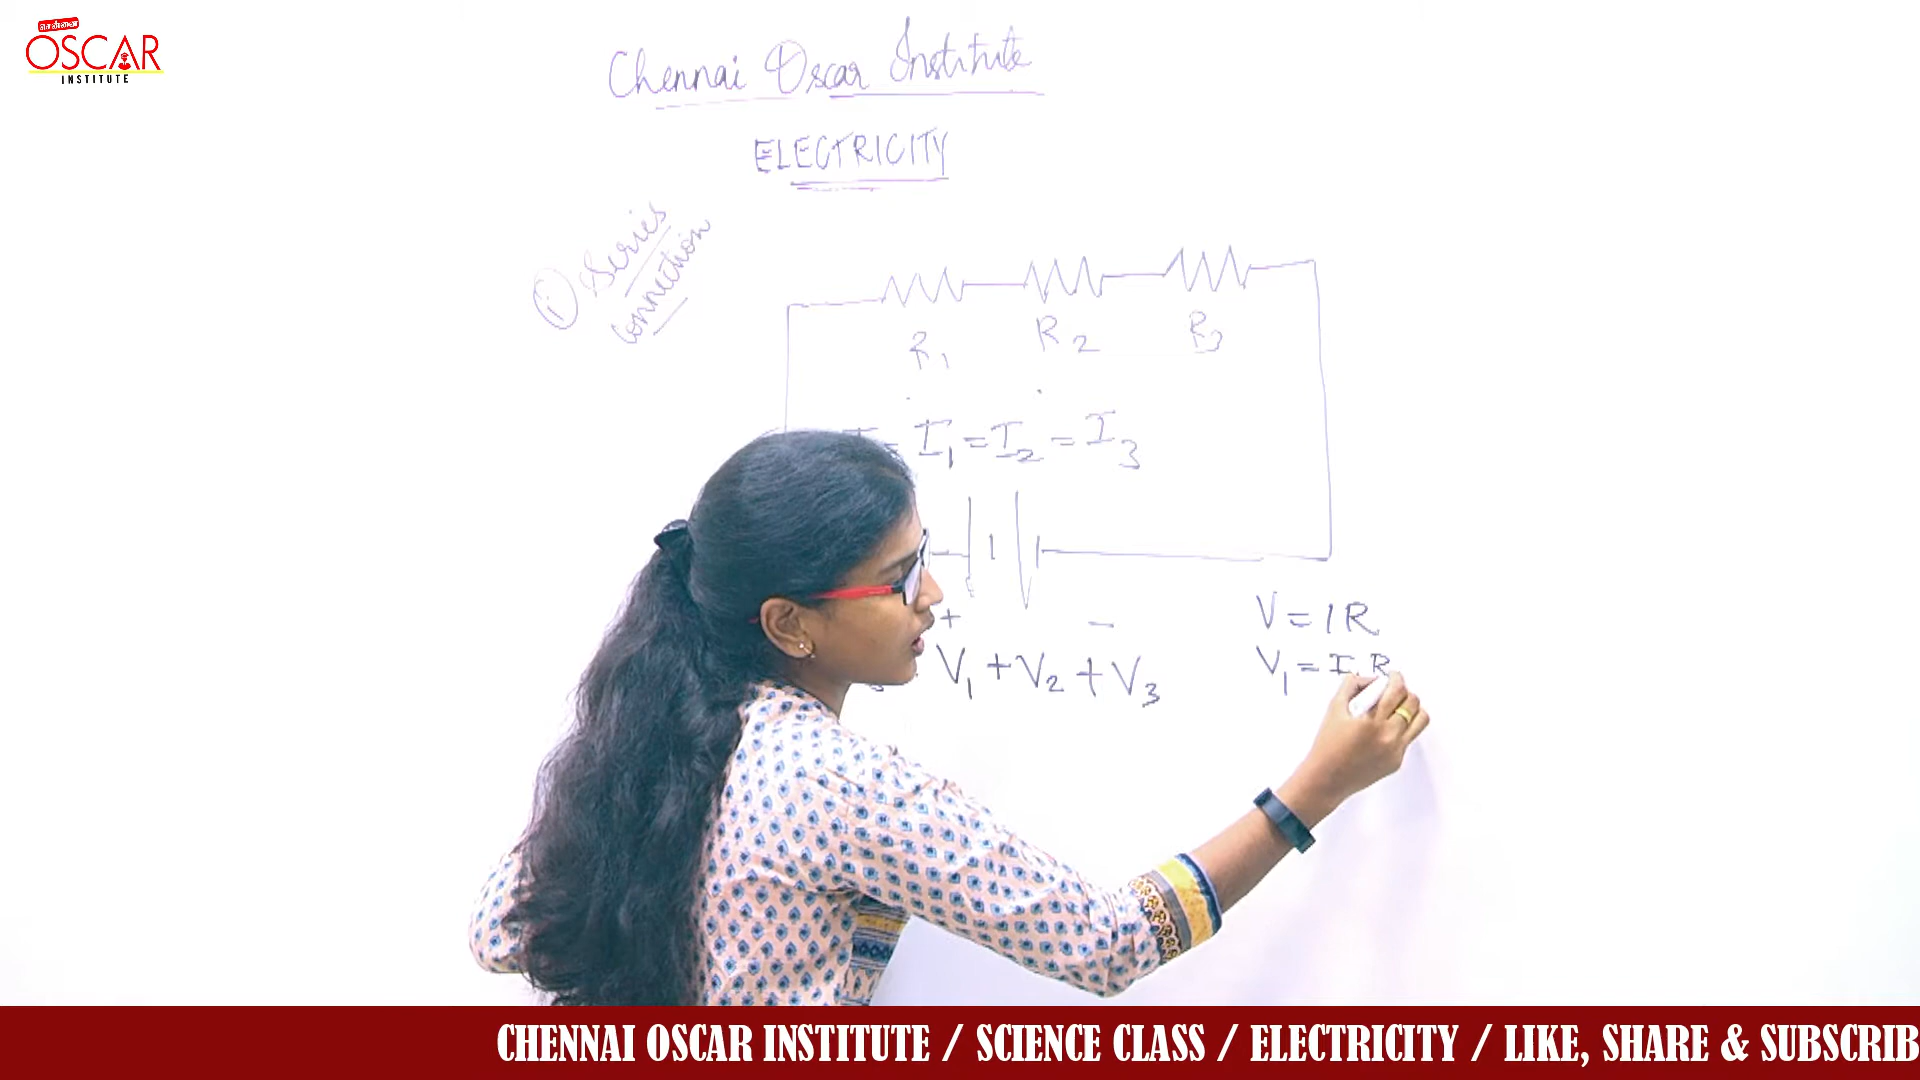 சென்னை
OSCAR
INSTITUTE
Chennai Oscar Institute
ELECTRICITY
① Series
connection
R1 R2 R3
= I1 = I2 = I3
+ -
V1 + V2 + V3
V = IR
V1 = I R
CHENNAI OSCAR INSTITUTE / SCIENCE CLASS / ELECTRICITY / LIKE, SHARE & SUBSCRIB